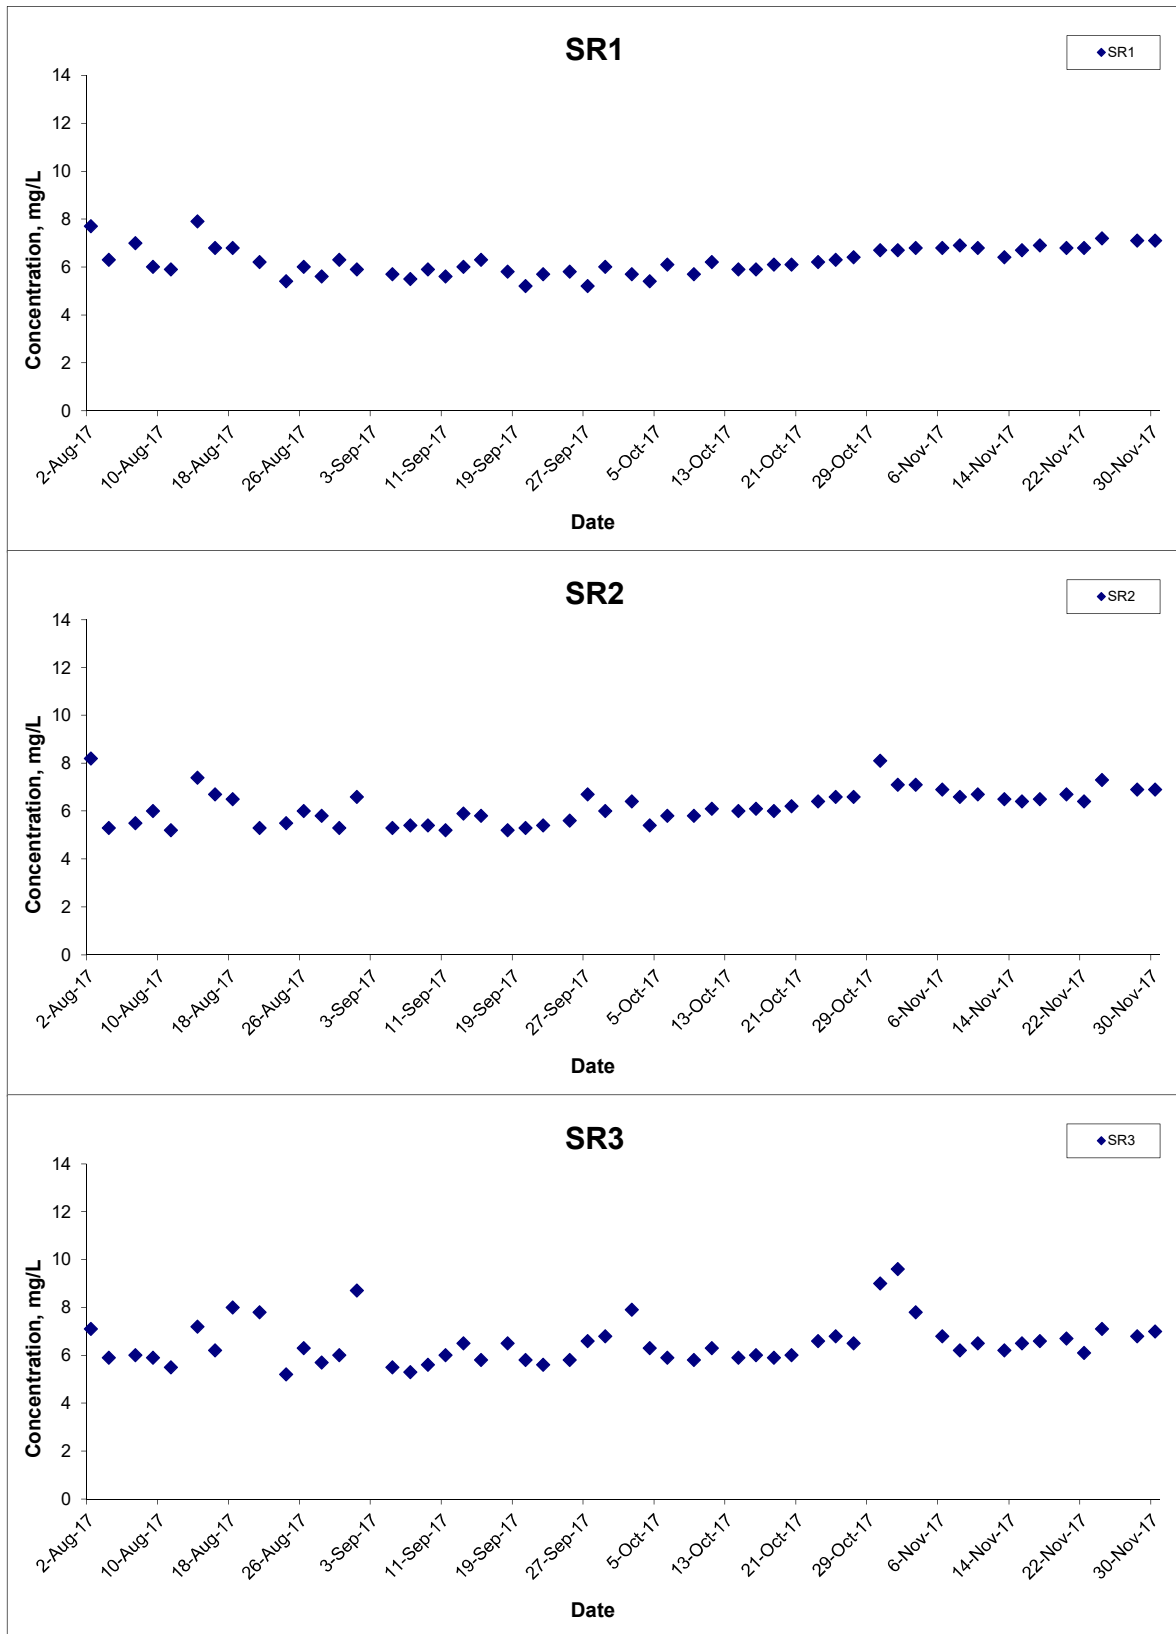 SR1
SR1
14
12
10
8
6
4
2
0
Concentration, mg/L
2-Aug-17 10-Aug-17 18-Aug-17 26-Aug-17 3-Sep-17 11-Sep-17 19-Sep-17 27-Sep-17 5-Oct-17 13-Oct-17 21-Oct-17 29-Oct-17 6-Nov-17 14-Nov-17 22-Nov-17 30-Nov-17
Date
SR2
SR2
14
12
10
8
6
4
2
0
Concentration, mg/L
2-Aug-17 10-Aug-17 18-Aug-17 26-Aug-17 3-Sep-17 11-Sep-17 19-Sep-17 27-Sep-17 5-Oct-17 13-Oct-17 21-Oct-17 29-Oct-17 6-Nov-17 14-Nov-17 22-Nov-17 30-Nov-17
Date
SR3
SR3
14
12
10
8
6
4
2
0
Concentration, mg/L
2-Aug-17 10-Aug-17 18-Aug-17 26-Aug-17 3-Sep-17 11-Sep-17 19-Sep-17 27-Sep-17 5-Oct-17 13-Oct-17 21-Oct-17 29-Oct-17 6-Nov-17 14-Nov-17 22-Nov-17 30-Nov-17
Date